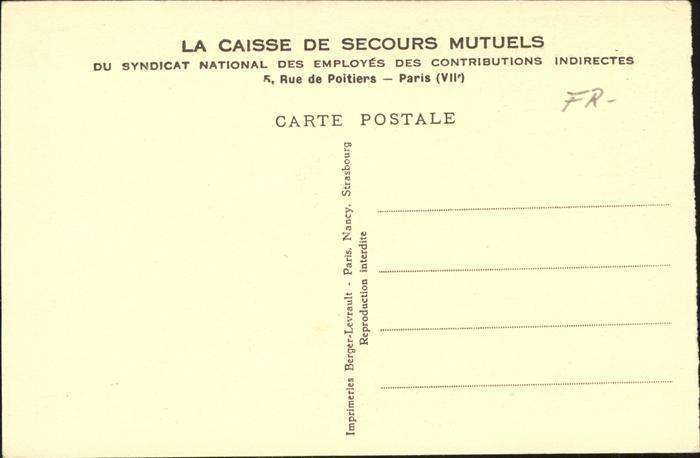 LA CAISSE DE SECOURS MUTUELS
DU SYNDICAT NATIONAL DES EMPLOYÉS DES CONTRIBUTIONS INDIRECTES
5, Rue de Poitiers — Paris (VIIe)
FR-
CARTE POSTALE
Imprimeries Berger-Levrault - Paris, Nancy, Strasbourg
Reproduction interdite